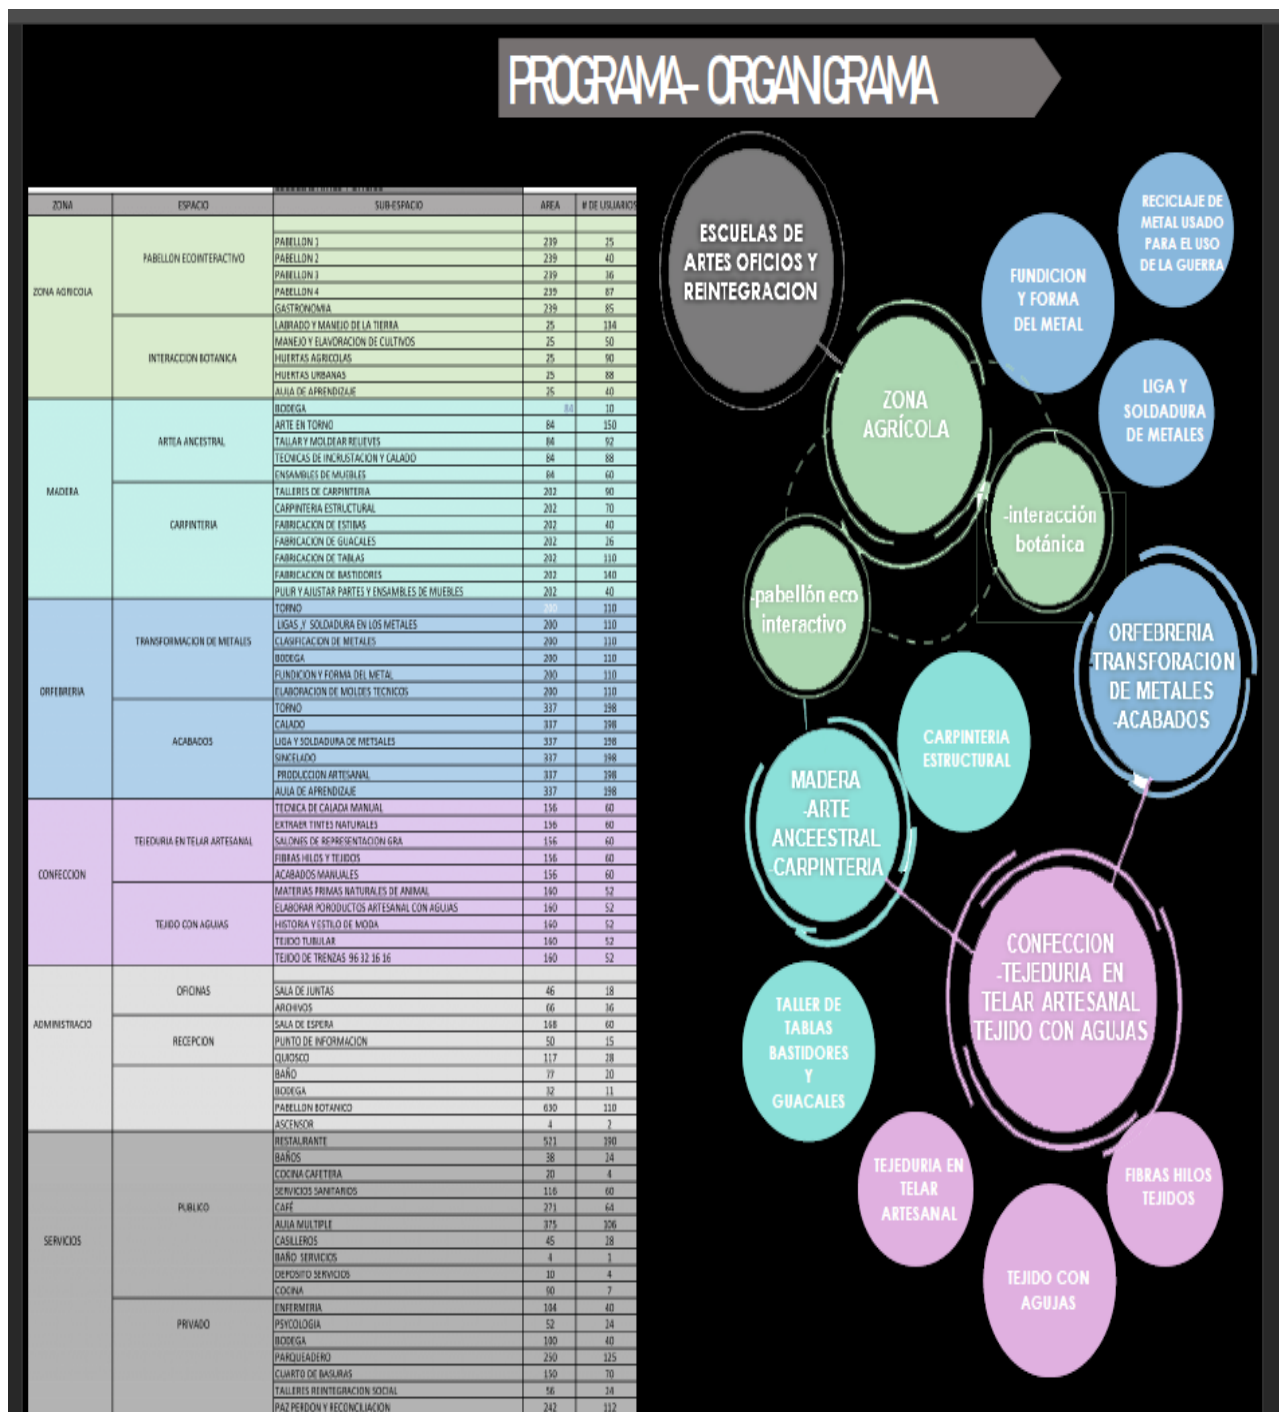 PROGRAMA- ORGANIGRAMA
ZONA ESPACIO SUB-ESPACIO AREA # DE USUARIOS
ZONA AGRICOLA
PABELLON ECOINTERACTIVO
PABELLON 1 239 25
PABELLON 2 239 40
PABELLON 3 239 36
PABELLON 4 239 87
GASTRONOMIA 239 85
INTERACCION BOTANICA
LABRADO Y MANEJO DE LA TIERRA 25 134
MANEJO Y ELAVORACION DE CULTIVOS 25 50
HUERTAS AGRICOLAS 25 90
HUERTAS URBANAS 25 88
AULA DE APRENDIZAJE 25 40
MADERA
ARTEA ANCESTRAL
BODEGA 84 10
ARTE EN TORNO 84 150
TALLAR Y MOLDEAR RELIEVES 84 92
TECNICAS DE INCRUSTACION Y CALADO 84 88
ENSAMBLES DE MUEBLES 84 60
CARPINTERIA
TALLERES DE CARPINTERIA 202 90
CARPINTERIA ESTRUCTURAL 202 70
FABRICACION DE ESTIBAS 202 40
FABRICACION DE GUACALES 202 26
FABRICACION DE TABLAS 202 110
FABRICACION DE BASTIDORES 202 140
PULIR Y AJUSTAR PARTES Y ENSAMBLES DE MUEBLES 202 40
ORFEBRERIA
TRANSFORMACION DE METALES
TORNO 200 110
LIGAS ,Y SOLDADURA EN LOS METALES 200 110
CLASIFICACION DE METALES 200 110
BODEGA 200 110
FUNDICION Y FORMA DEL METAL 200 110
ELABORACION DE MOLDES TECNICOS 200 110
ACABADOS
TORNO 337 198
CALADO 337 198
LIGA Y SOLDADURA DE METSALES 337 198
SINCELADO 337 198
PRODUCCION ARTESANAL 337 198
AULA DE APRENDIZAJE 337 198
CONFECCION
TEJEDURIA EN TELAR ARTESANAL
TECNICA DE CALADA MANUAL 156 60
EXTRAER TINTES NATURALES 156 60
SALONES DE REPRESENTACION GRA 156 60
FIBRAS HILOS Y TEJIDOS 156 60
ACABADOS MANUALES 156 60
TEJIDO CON AGUJAS
MATERIAS PRIMAS NATURALES DE ANIMAL 160 52
ELABORAR PORODUCTOS ARTESANAL CON AGUJAS 160 52
HISTORIA Y ESTILO DE MODA 160 52
TEJIDO TUBULAR 160 52
TEJIDO DE TRENZAS 96 32 16 16 160 52
ADMINISTRACIO
OFICINAS
SALA DE JUNTAS 46 18
ARCHIVOS 66 36
RECEPCION
SALA DE ESPERA 168 60
PUNTO DE INFORMACION 50 15
QUIOSCO 117 28
BAÑO 77 20
BODEGA 32 11
PABELLON BOTANICO 630 110
ASCENSOR 4 2
SERVICIOS
PUBLICO
RESTAURANTE 521 190
BAÑOS 38 24
COCINA CAFETERA 20 4
SERVICIOS SANITARIOS 116 60
CAFÉ 271 64
AULA MULTIPLE 375 106
CASILLEROS 45 28
BAÑO SERVICIOS 4 1
DEPOSITO SERVICIOS 10 4
COCINA 90 7
PRIVADO
ENFERMERIA 104 40
PSYCOLOGIA 52 24
BODEGA 100 40
PARQUEADERO 250 125
CUARTO DE BASURAS 150 70
TALLERES REINTEGRACION SOCIAL 56 24
PAZ PERDON Y RECONCILIACION 242 112
ESCUELAS DE
ARTES OFICIOS Y
REINTEGRACION
RECICLAJE DE
METAL USADO
PARA EL USO
DE LA GUERRA
FUNDICION
Y FORMA
DEL METAL
LIGA Y
SOLDADURA
DE METALES
ZONA
AGRÍCOLA
-interacción
botánica
-pabellón eco
interactivo
ORFEBRERIA
-TRANSFORACION
DE METALES
-ACABADOS
CARPINTERIA
ESTRUCTURAL
MADERA
-ARTE
ANCEESTRAL
-CARPINTERIA
CONFECCION
-TEJEDURIA EN
TELAR ARTESANAL
TEJIDO CON AGUJAS
TALLER DE
TABLAS
BASTIDORES
Y
GUACALES
TEJEDURIA EN
TELAR
ARTESANAL
FIBRAS HILOS
TEJIDOS
TEJIDO CON
AGUJAS